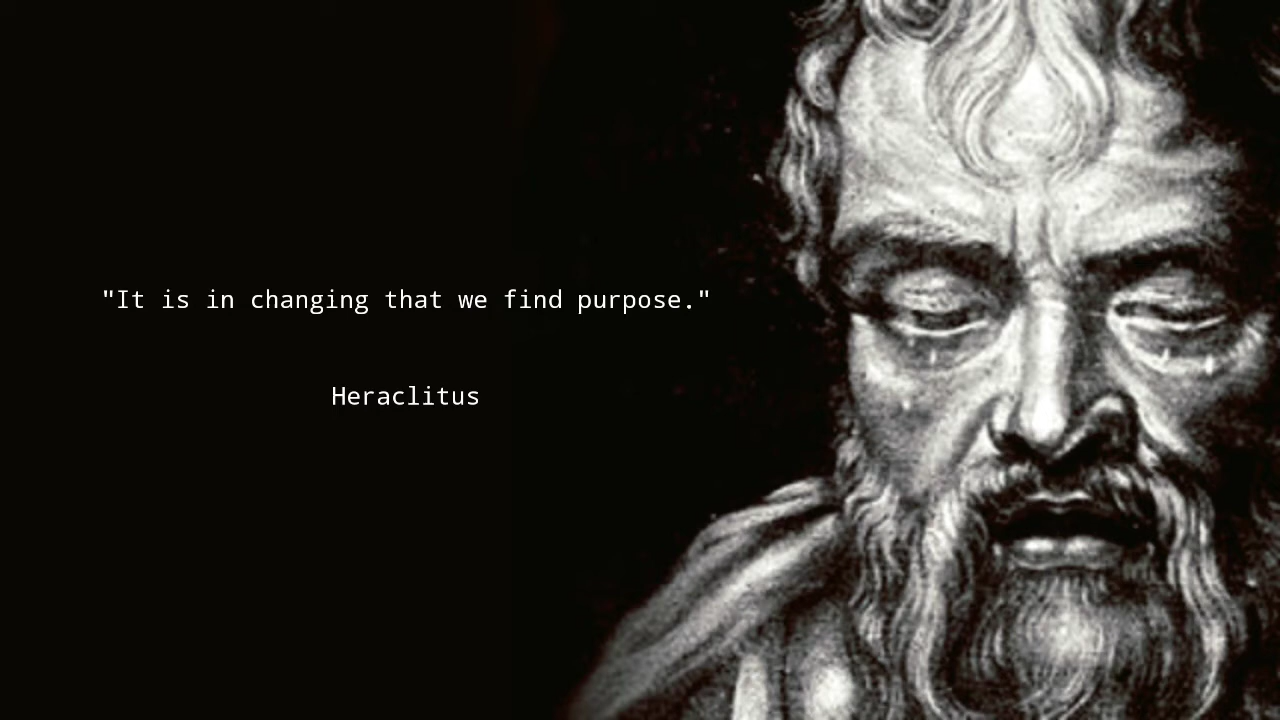 "It is in changing that we find purpose."
Heraclitus